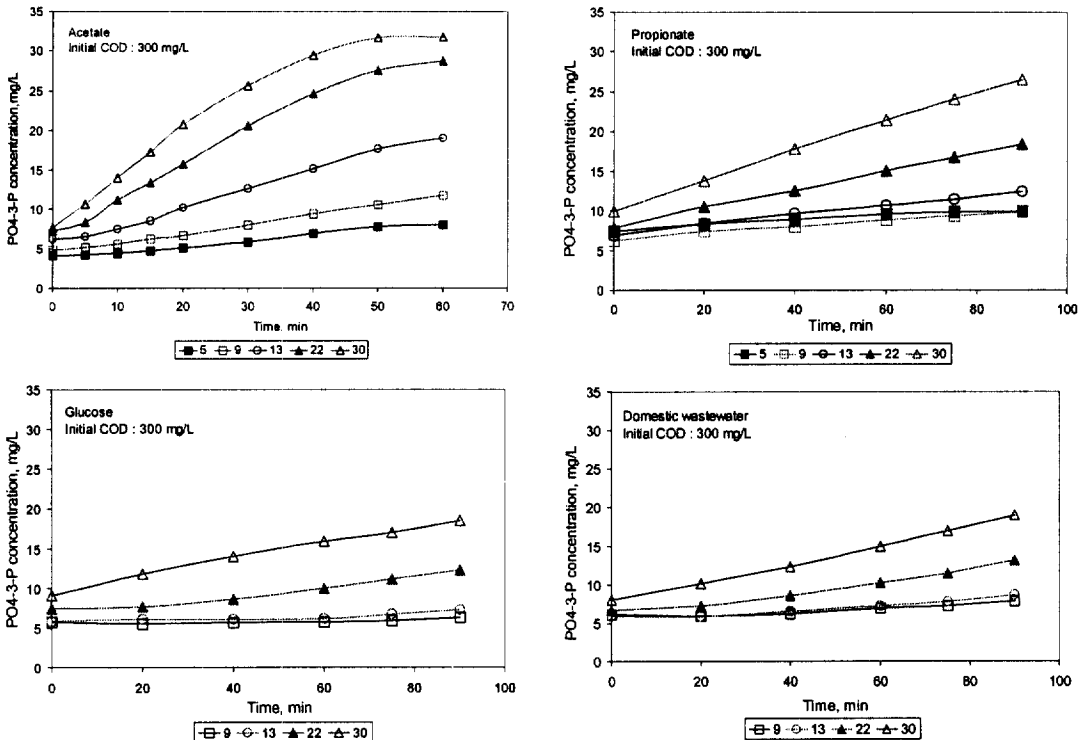 Acetate
Initial COD : 300 mg/L
PO4-3-P concentration,mg/L
35
30
25
20
15
10
5
0
0 10 20 30 40 50 60 70
Time, min
5 9 13 22 30
Propionate
Initial COD : 300 mg/L
PO4-3-P concentration, mg/L
35
30
25
20
15
10
5
0
0 20 40 60 80 100
Time, min
5 9 13 22 30
Glucose
Initial COD : 300 mg/L
PO4-3-P concentration, mg/L
35
30
25
20
15
10
5
0
0 20 40 60 80 100
Time, min
9 13 22 30
Domestic wastewater
Initial COD : 300 mg/L
PO4-3-P concentration, mg/L
35
30
25
20
15
10
5
0
0 20 40 60 80 100
Time, min
9 13 22 30